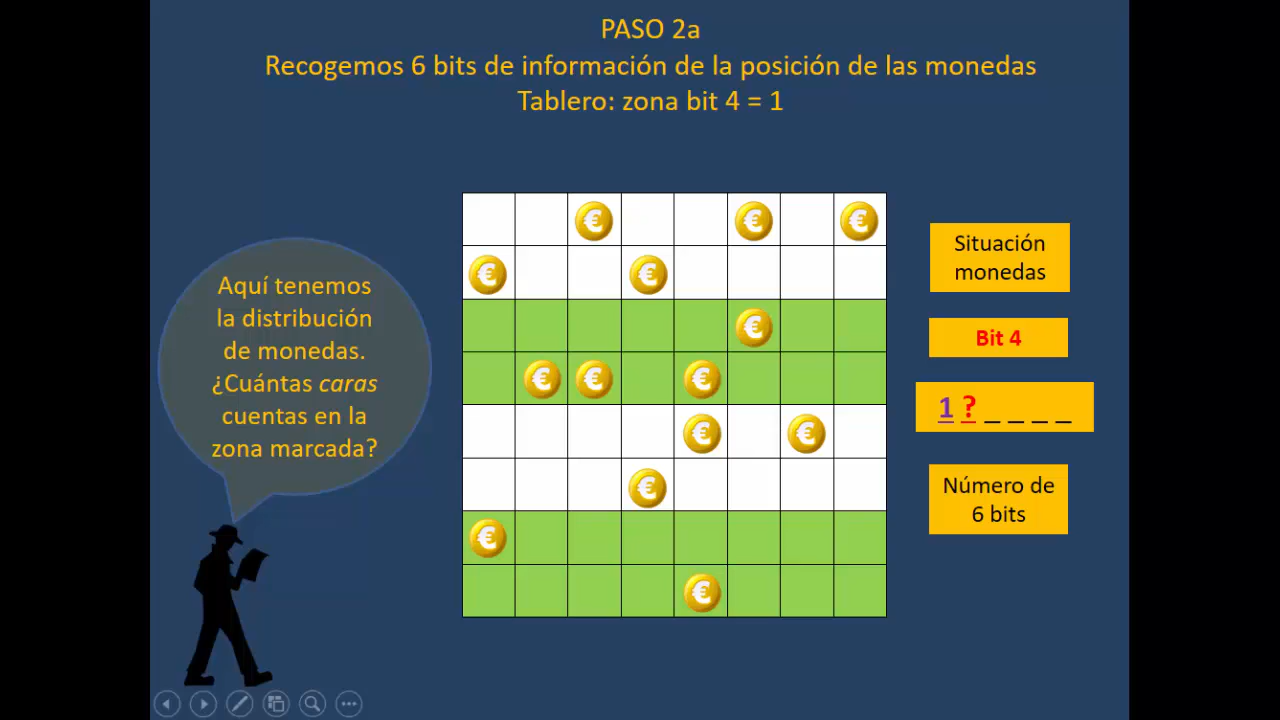 PASO 2a
Recogemos 6 bits de información de la posición de las monedas
Tablero: zona bit 4 = 1
Aquí tenemos
la distribución
de monedas.
¿Cuántas caras
cuentas en la
zona marcada?
€ € €
€ €
€
€ € €
€ €
€
€
€
Situación
monedas
Bit 4
1 ? _ _ _ _
Número de
6 bits